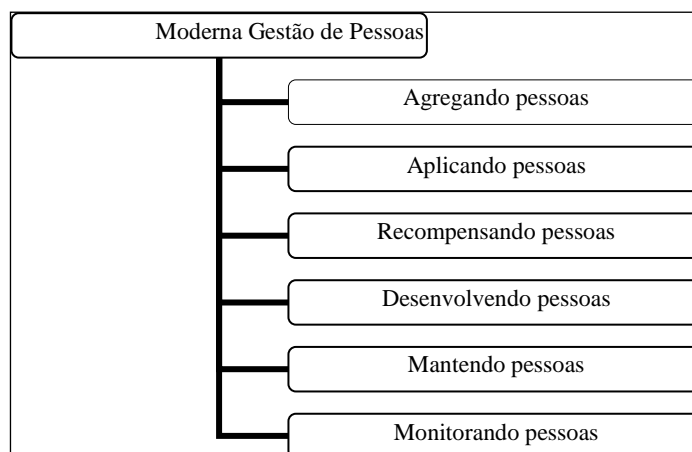 Moderna Gestão de Pessoas
Agregando pessoas
Aplicando pessoas
Recompensando pessoas
Desenvolvendo pessoas
Mantendo pessoas
Monitorando pessoas